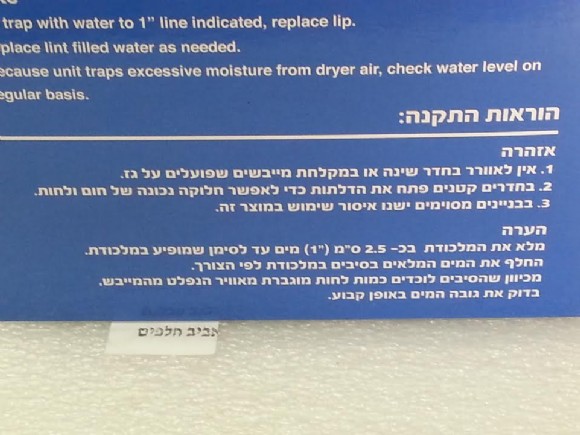 trap with water to 1” line indicated, replace lip.
place lint filled water as needed.
ecause unit traps excessive moisture from dryer air, check water level on
egular basis.
הוראות התקנה:
אזהרה
1. אין לאוורר בחדר שינה או במקלחת מייבשים שפועלים על גז.
2. בחדרים קטנים פתח את הדלתות כדי לאפשר חלוקה נכונה של חום ולחות.
3. בבניינים מסוימים ישנו איסור שימוש במוצר זה.
הערה
מלא את המלכודת בכ- 2.5 ס"מ (1") מים עד לסימן שמופיע במלכודת.
החלף את המים המלאים בסיבים במלכודת לפי הצורך.
מכיוון שהסיבים לוכדים כמות לחות מוגברת מאוויר הנפלט מהמייבש,
בדוק את גובה המים באופן קבוע.
אביב חלפים